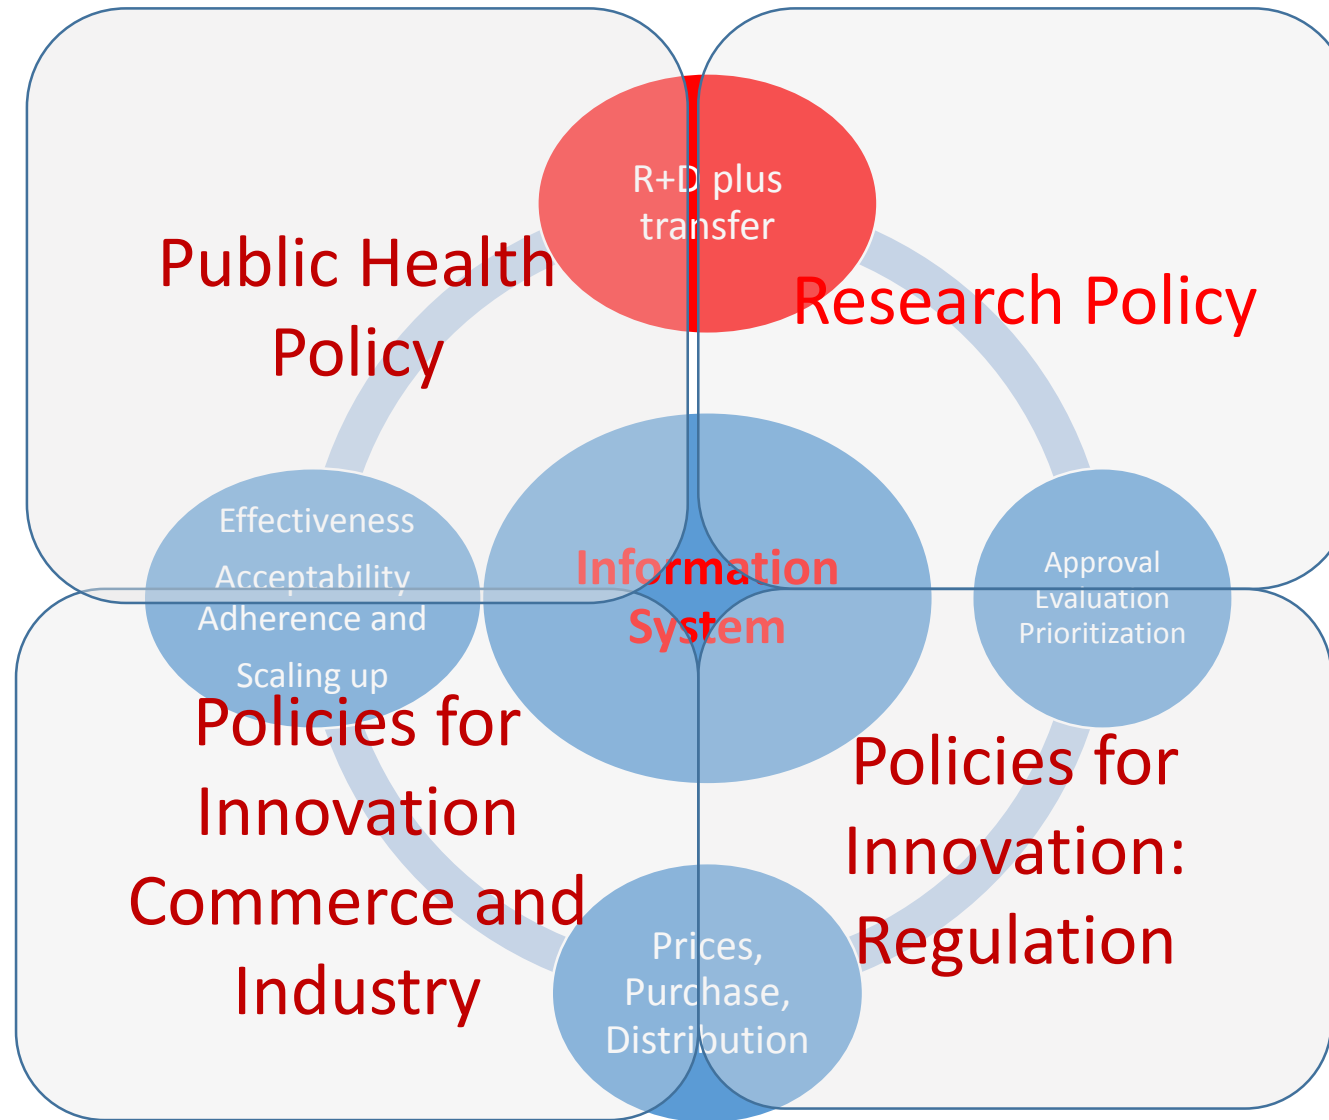 R+D plus
transfer
Public Health
Policy
Research Policy
Effectiveness
Acceptability
Adherence and
Scaling up
Information
System
Approval
Evaluation
Prioritization
Policies for
Innovation
Commerce and
Industry
Policies for
Innovation:
Regulation
Prices,
Purchase,
Distribution